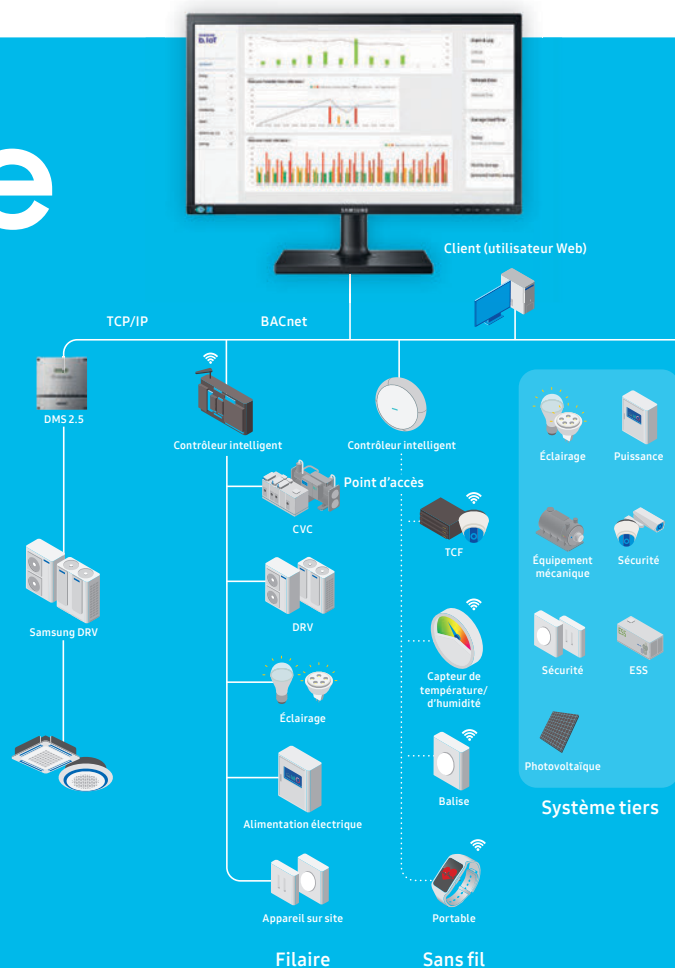 b.IoT
SAMSUNG
e
Client (utilisateur Web)
TCP/IP
BACnet
DMS 2.5
Contrôleur intelligent
Contrôleur intelligent
Point d'accès
CVC
TCF
Samsung DRV
DRV
Capteur de
température/
d'humidité
Éclairage
Balise
Alimentation électrique
Appareil sur site
Portable
Filaire
Sans fil
Éclairage
Puissance
Équipement
mécanique
Sécurité
Sécurité
ESS
Photovoltaïque
Système tiers